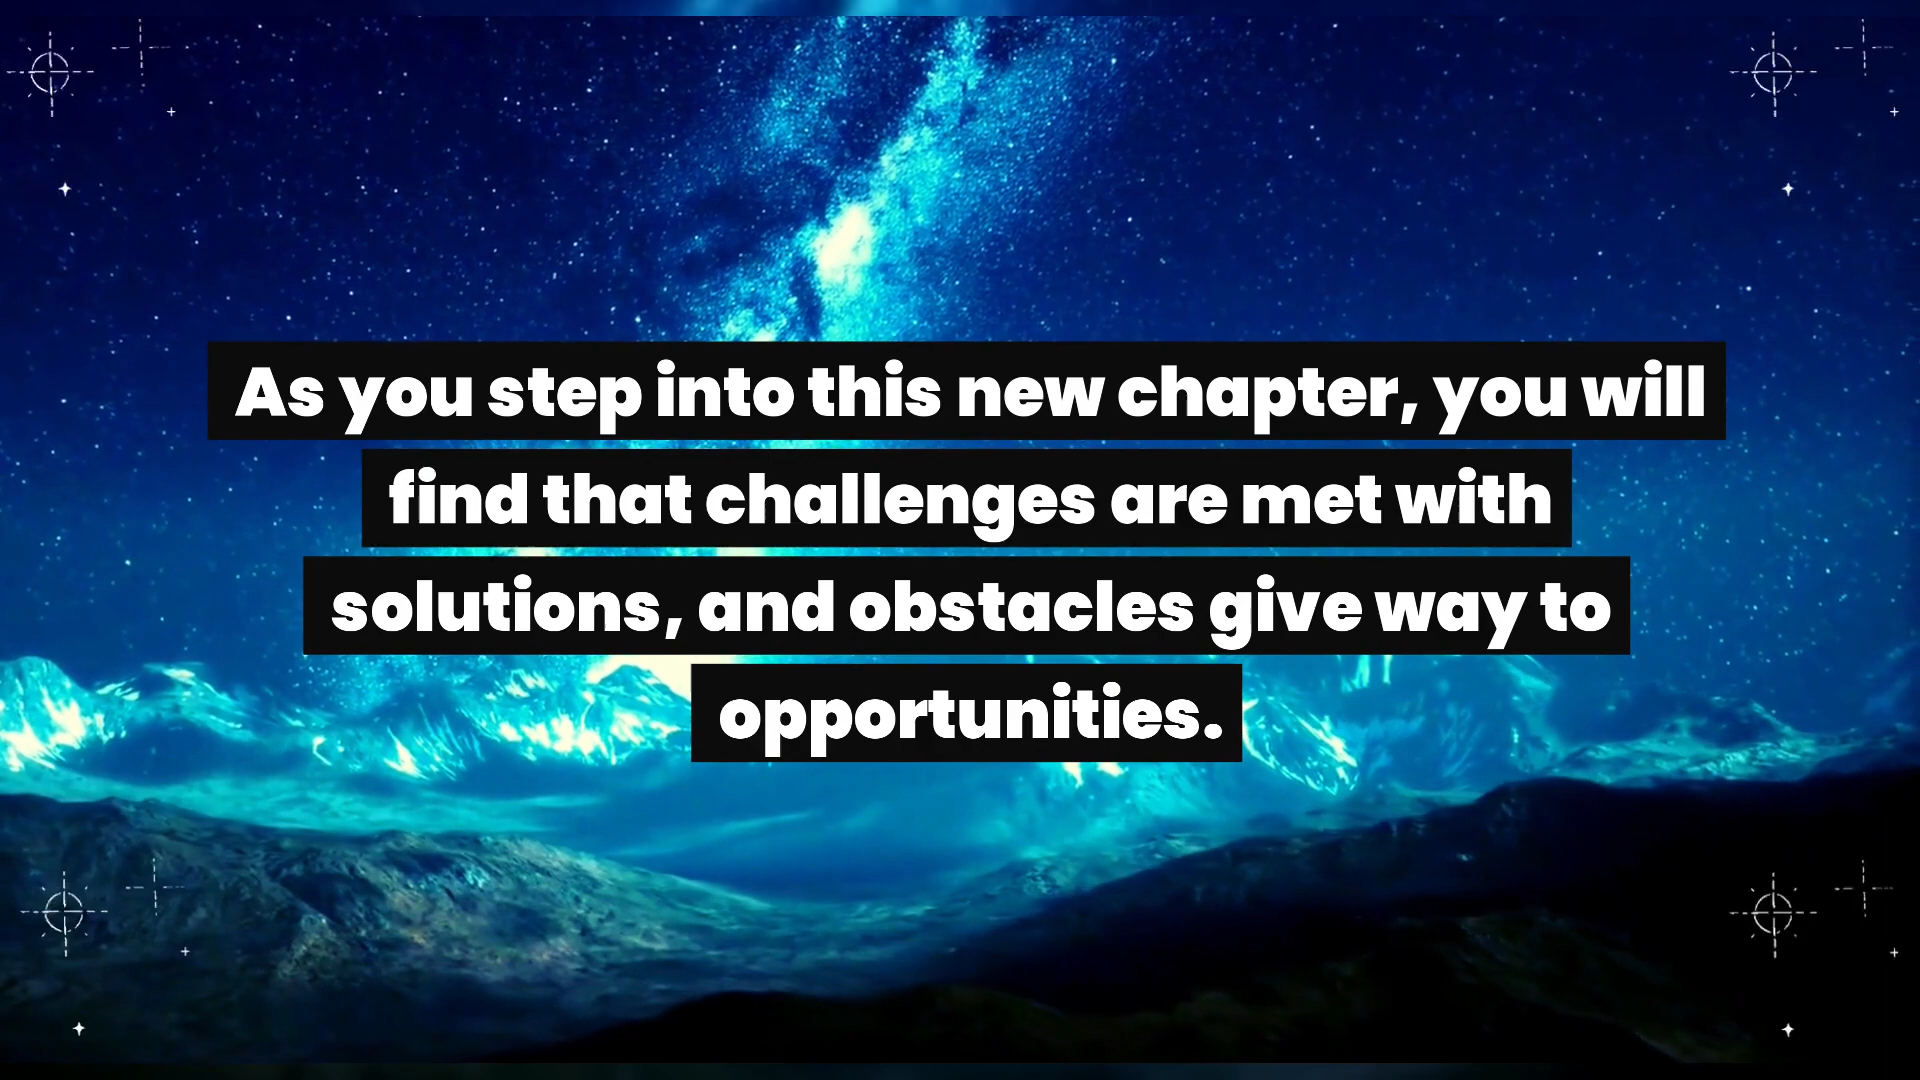 As you step into this new chapter, you will
find that challenges are met with
solutions, and obstacles give way to
opportunities.